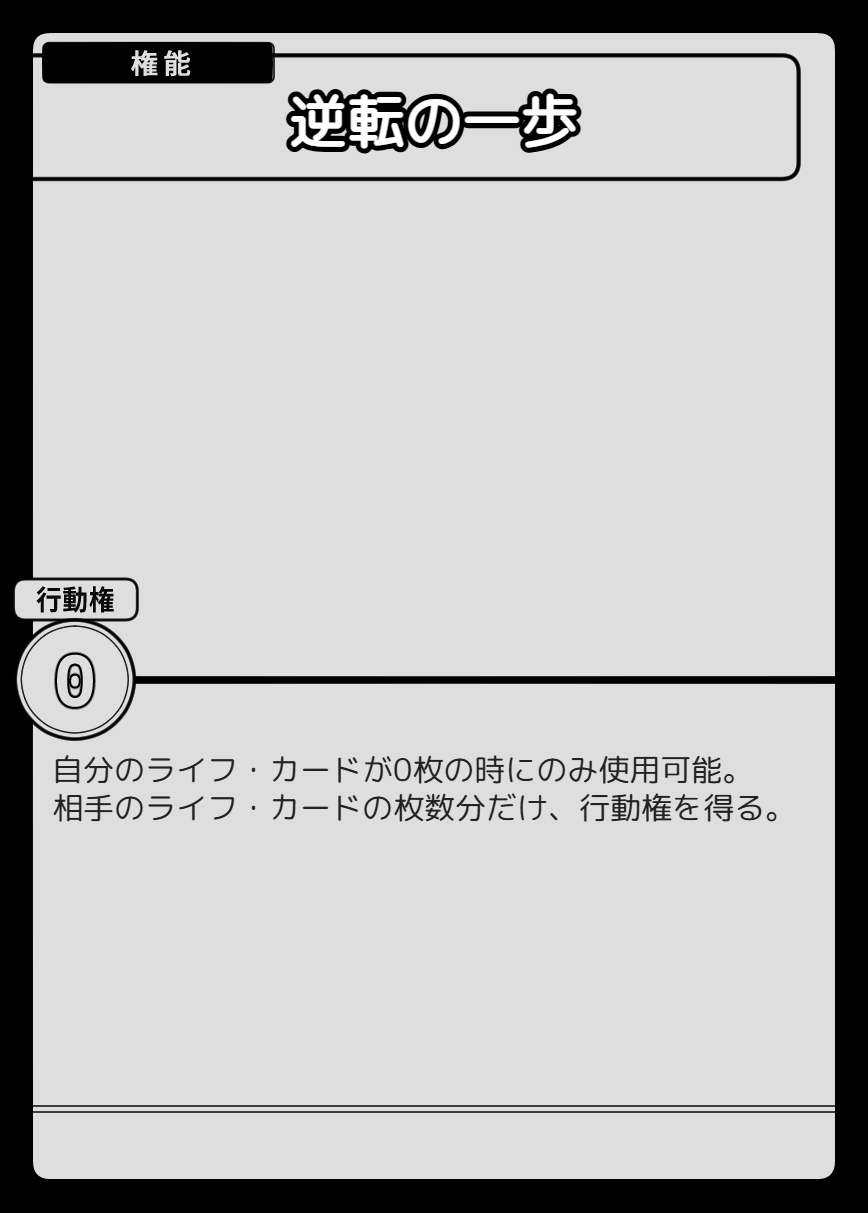 権能
逆転の一歩
行動権
0
自分のライフ・カードが0枚の時にのみ使用可能。
相手のライフ・カードの枚数分だけ、行動権を得る。